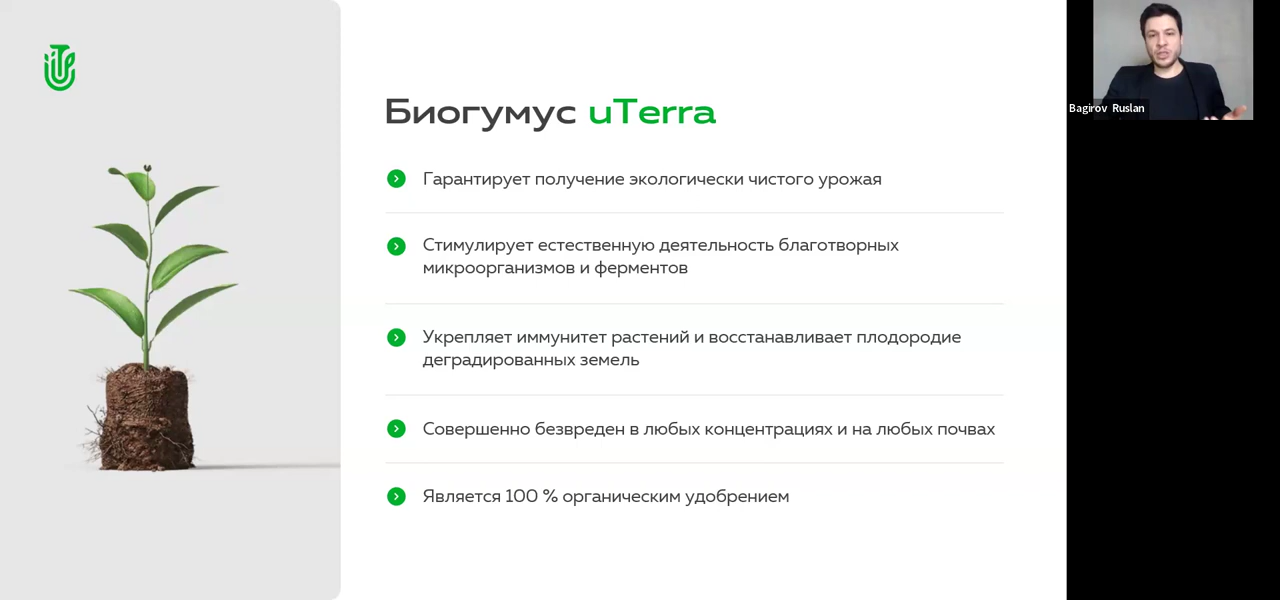 Биогумус uTerra
Гарантирует получение экологически чистого урожая
Стимулирует естественную деятельность благотворных
микроорганизмов и ферментов
Укрепляет иммунитет растений и восстанавливает плодородие
деградированных земель
Совершенно безвреден в любых концентрациях и на любых почвах
Является 100 % органическим удобрением
Bagirov Ruslan